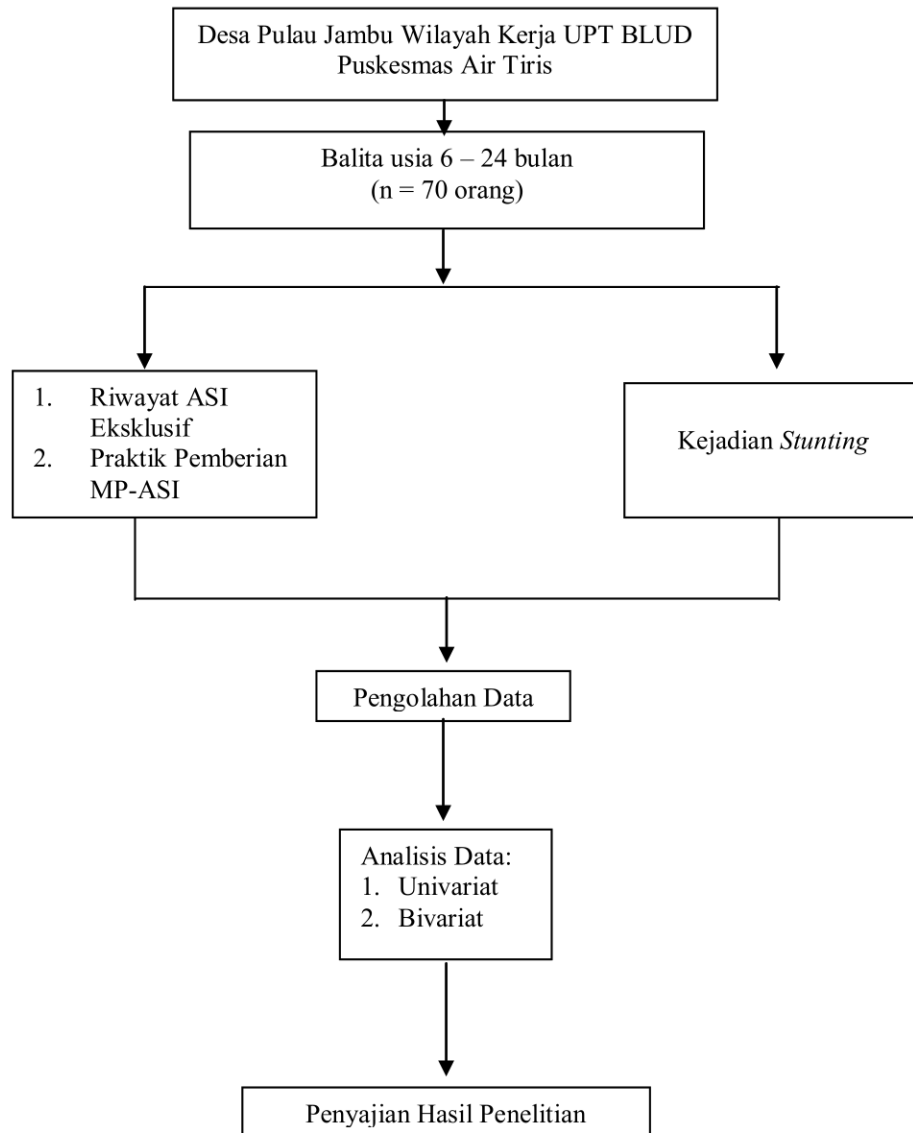 Desa Pulau Jambu Wilayah Kerja UPT BLUD
Puskesmas Air Tiris
Balita usia 6 – 24 bulan
(n = 70 orang)
1. Riwayat ASI
Eksklusif
2. Praktik Pemberian
MP-ASI
Kejadian Stunting
Pengolahan Data
Analisis Data:
1. Univariat
2. Bivariat
Penyajian Hasil Penelitian